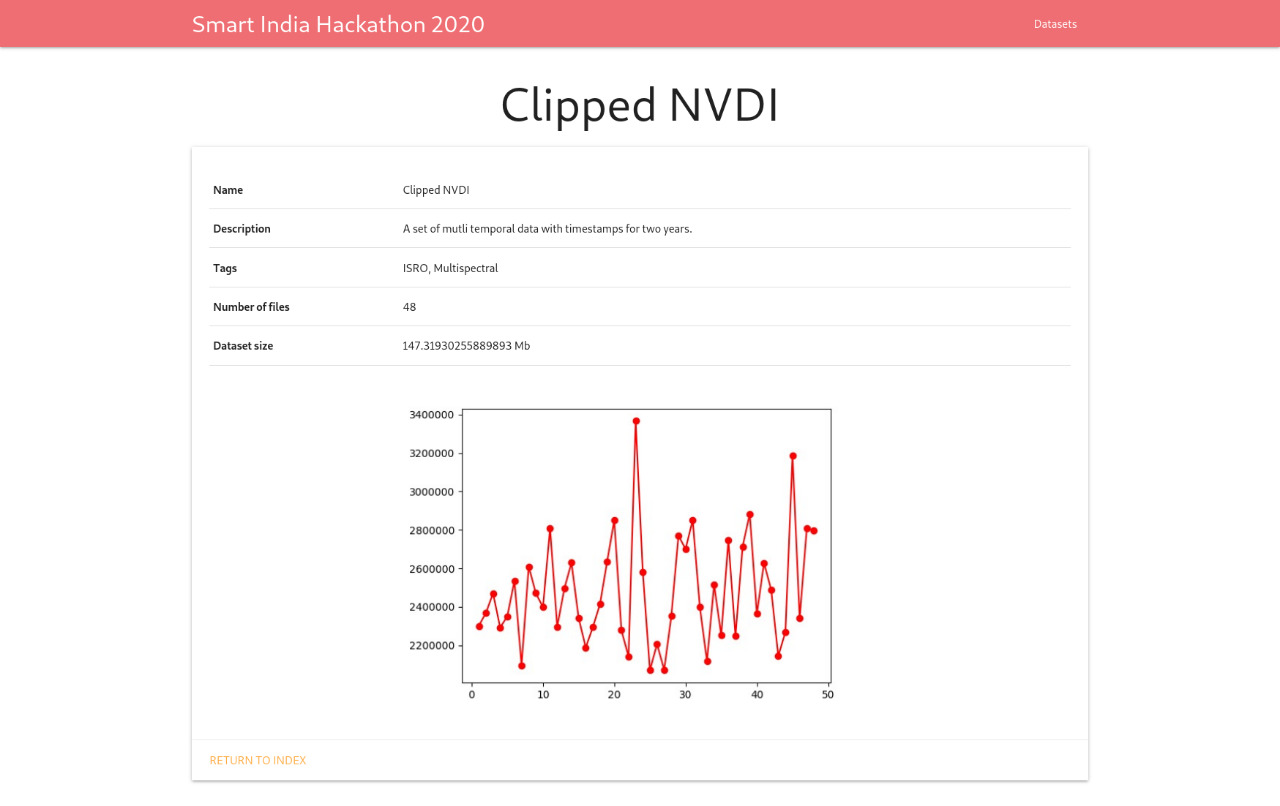 Smart India Hackathon 2020
Datasets
Clipped NVDI
Name Clipped NVDI
Description A set of mutli temporal data with timestamps for two years.
Tags ISRO, Multispectral
Number of files 48
Dataset size 147.31930255889893 Mb
3400000
3200000
3000000
2800000
2600000
2400000
2200000
0 10 20 30 40 50
RETURN TO INDEX